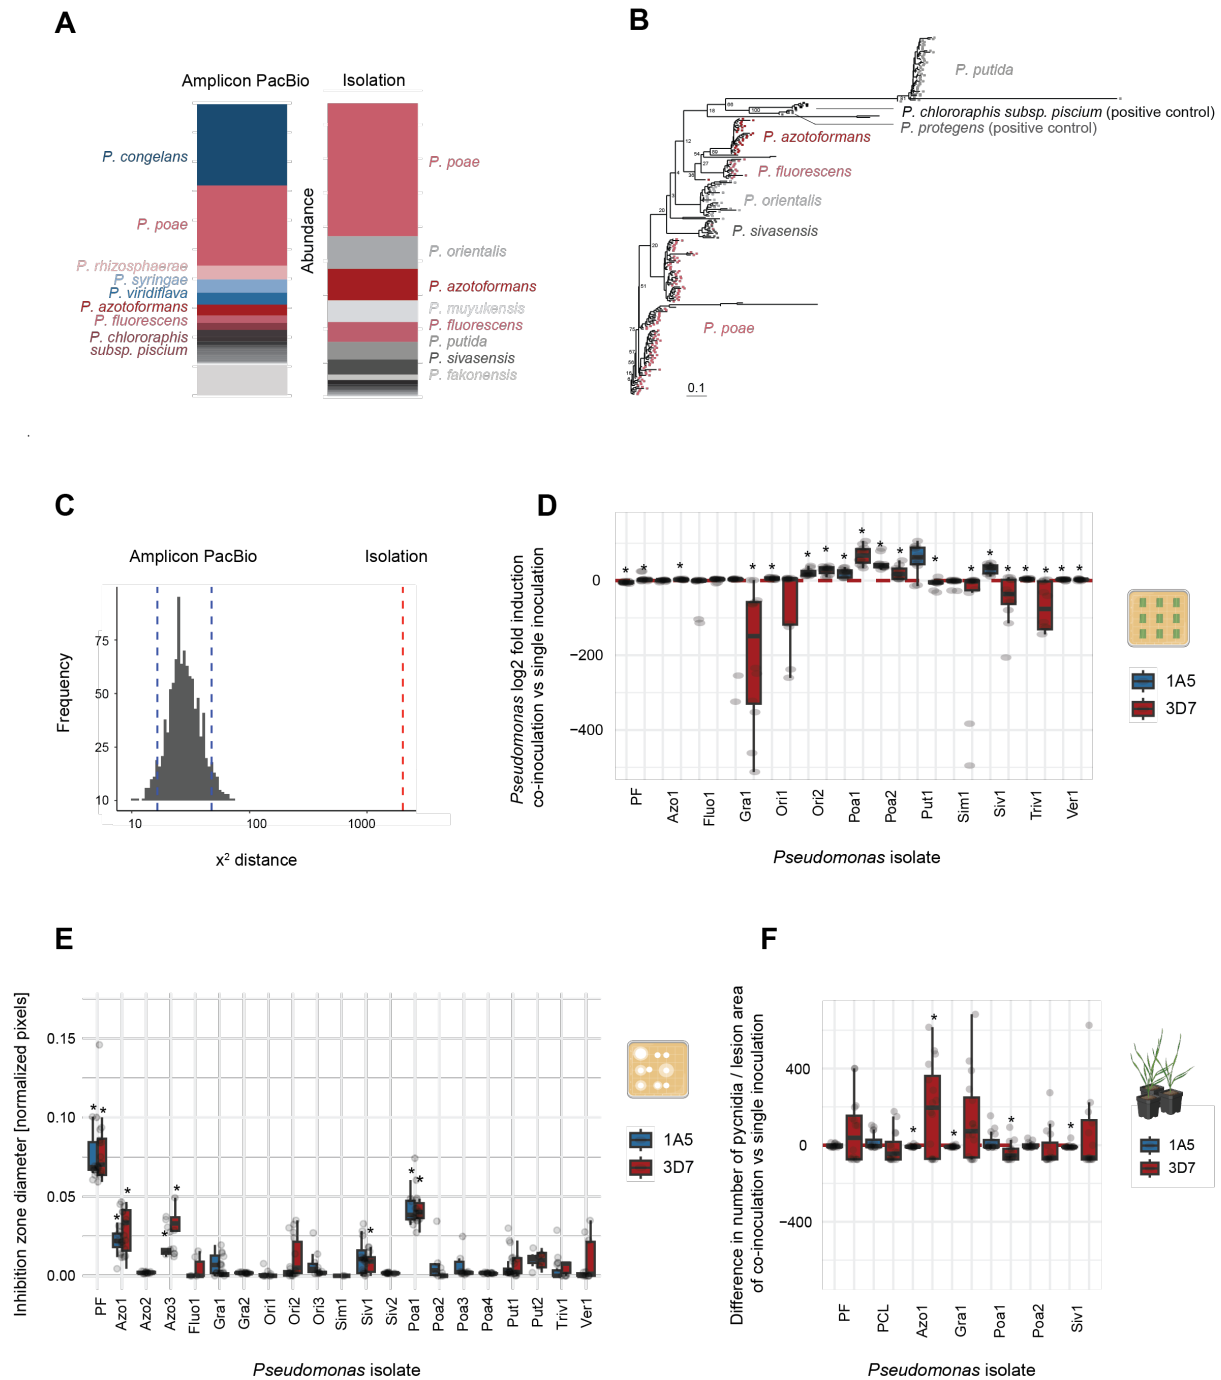 A
Amplicon PacBio
Isolation
P. congelans
P. poae
P. rhizosphaerae
P. syringae
P. viridiflava
P. azotoformans
P. fluorescens
P. chlororaphis
subsp. piscium
Abundance
P. poae
P. orientalis
P. azotoformans
P. muyukensis
P. fluorescens
P. putida
P. sivasensis
P. fakonensis
B
P. putida
P. chlororaphis subsp. piscium (positive control)
P. protegens (positive control)
P. azotoformans
P. fluorescens
P. orientalis
P. sivasensis
P. poae
0.1
C
Amplicon PacBio
Isolation
Frequency
75
50
25
10
10
100
1000
x² distance
D
Pseudomonas log2 fold induction
co-inoculation vs single inoculation
0
−200
−400
PF
Azo1
Fluo1
Gra1
Ori1
Ori2
Poa1
Poa2
Put1
Sim1
Siv1
Triv1
Ver1
Pseudomonas isolate
1A5
3D7
E
Inhibition zone diameter [normalized pixels]
0.15
0.10
0.05
0.00
PF
Azo1
Azo2
Azo3
Fluo1
Gra1
Gra2
Ori1
Ori2
Ori3
Sim1
Siv1
Siv2
Poa1
Poa2
Poa3
Poa4
Put1
Put2
Triv1
Ver1
Pseudomonas isolate
1A5
3D7
F
Difference in number of pycnidia / lesion area
of co-inoculation vs single inoculation
400
0
−400
PF
PCL
Azo1
Gra1
Poa1
Poa2
Siv1
Pseudomonas isolate
1A5
3D7